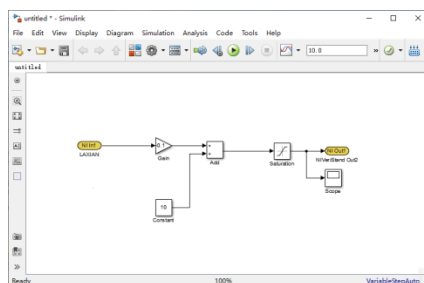 untitled * - Simulink
File Edit View Display Diagram Simulation Analysis Code Tools Help
10.0
untitled
NI In1
LAXIAN
0.1
Gain
+
+
Add
Saturation
NI Out1
NIVeriStand Out2
Scope
10
Constant
Ready
100%
VariableStepAuto